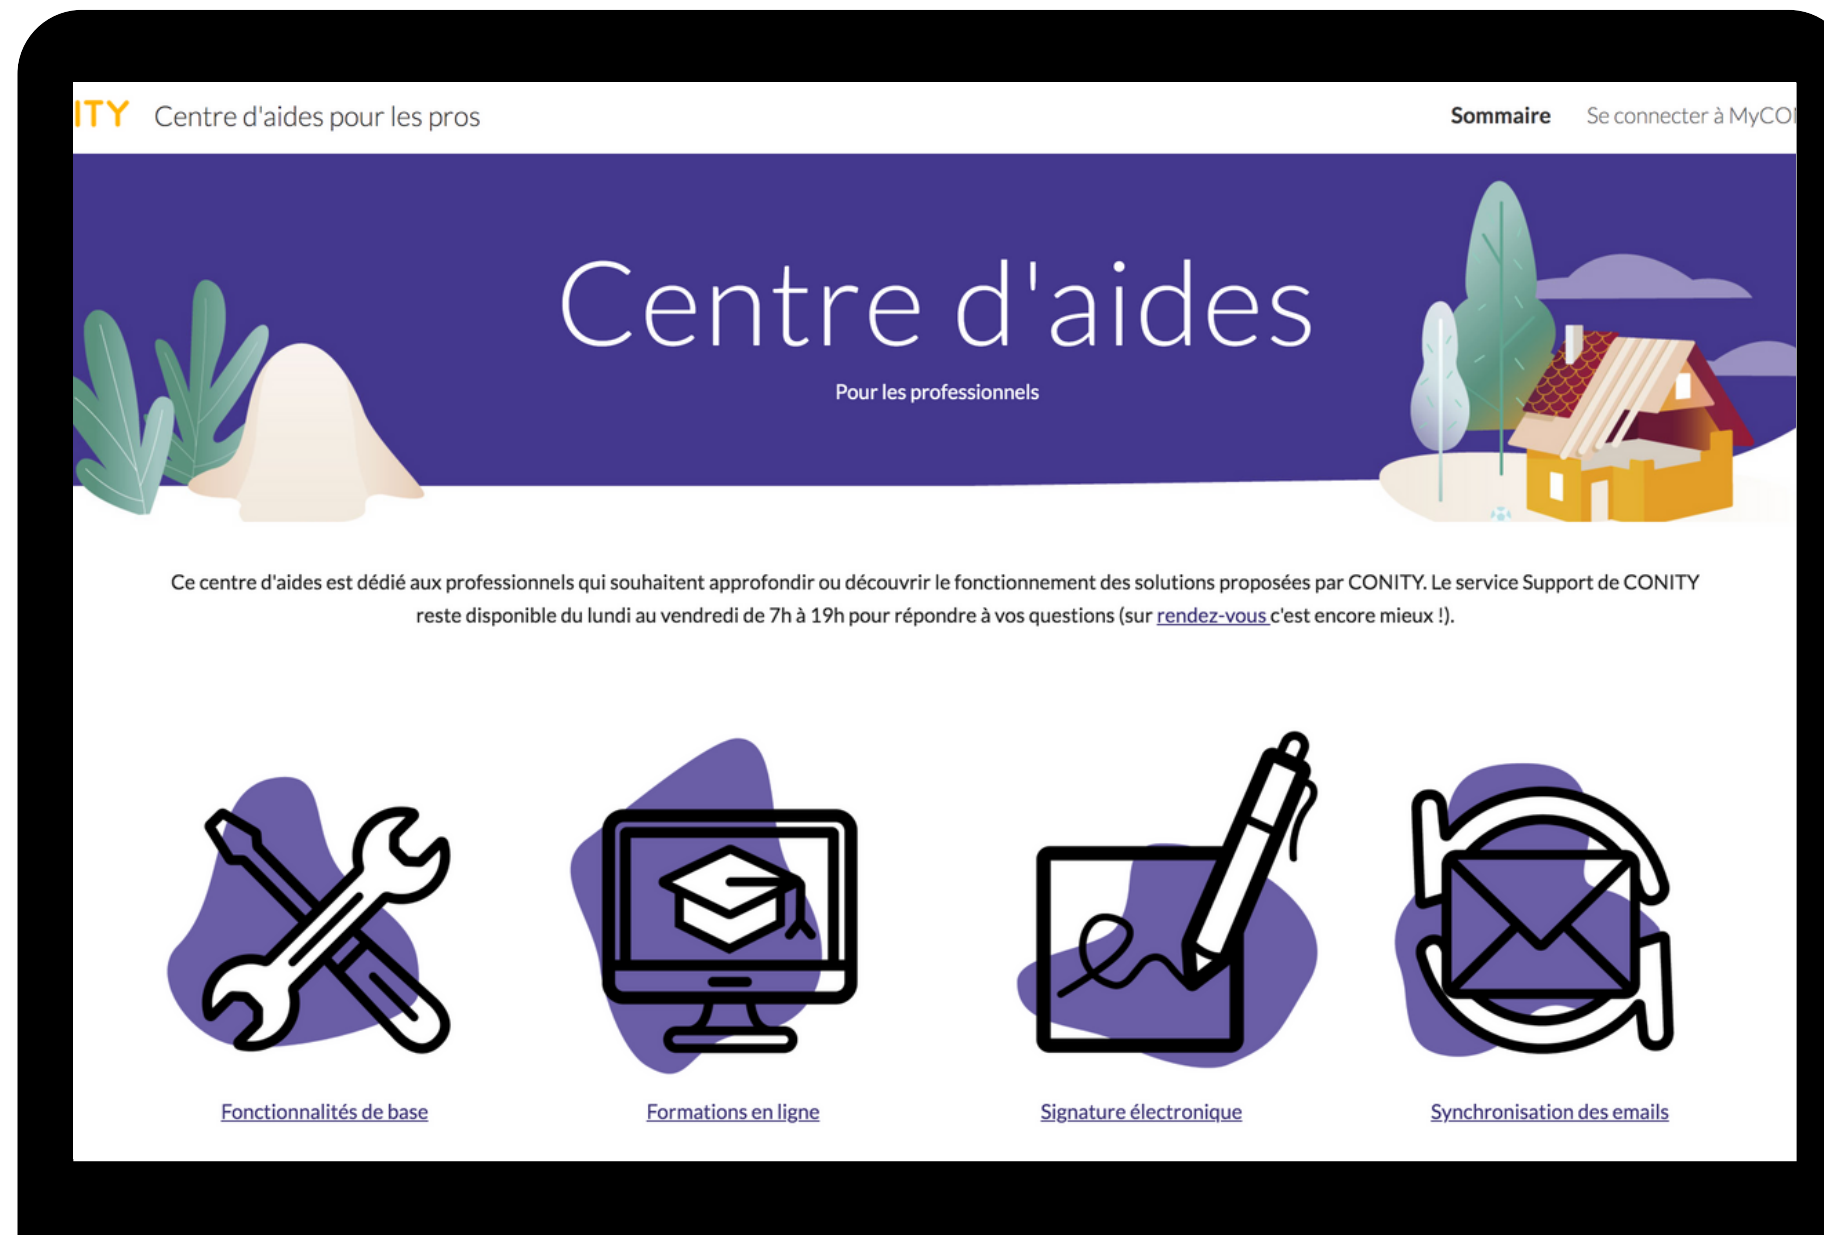 ITY Centre d'aides pour les pros Sommaire Se connecter à MyCO
Centre d'aides
Pour les professionnels
Ce centre d'aides est dédié aux professionnels qui souhaitent approfondir ou découvrir le fonctionnement des solutions proposées par CONITY. Le service Support de CONITY
reste disponible du lundi au vendredi de 7h à 19h pour répondre à vos questions (sur rendez-vous c'est encore mieux !).
Fonctionnalités de base
Formations en ligne
Signature électronique
Synchronisation des emails